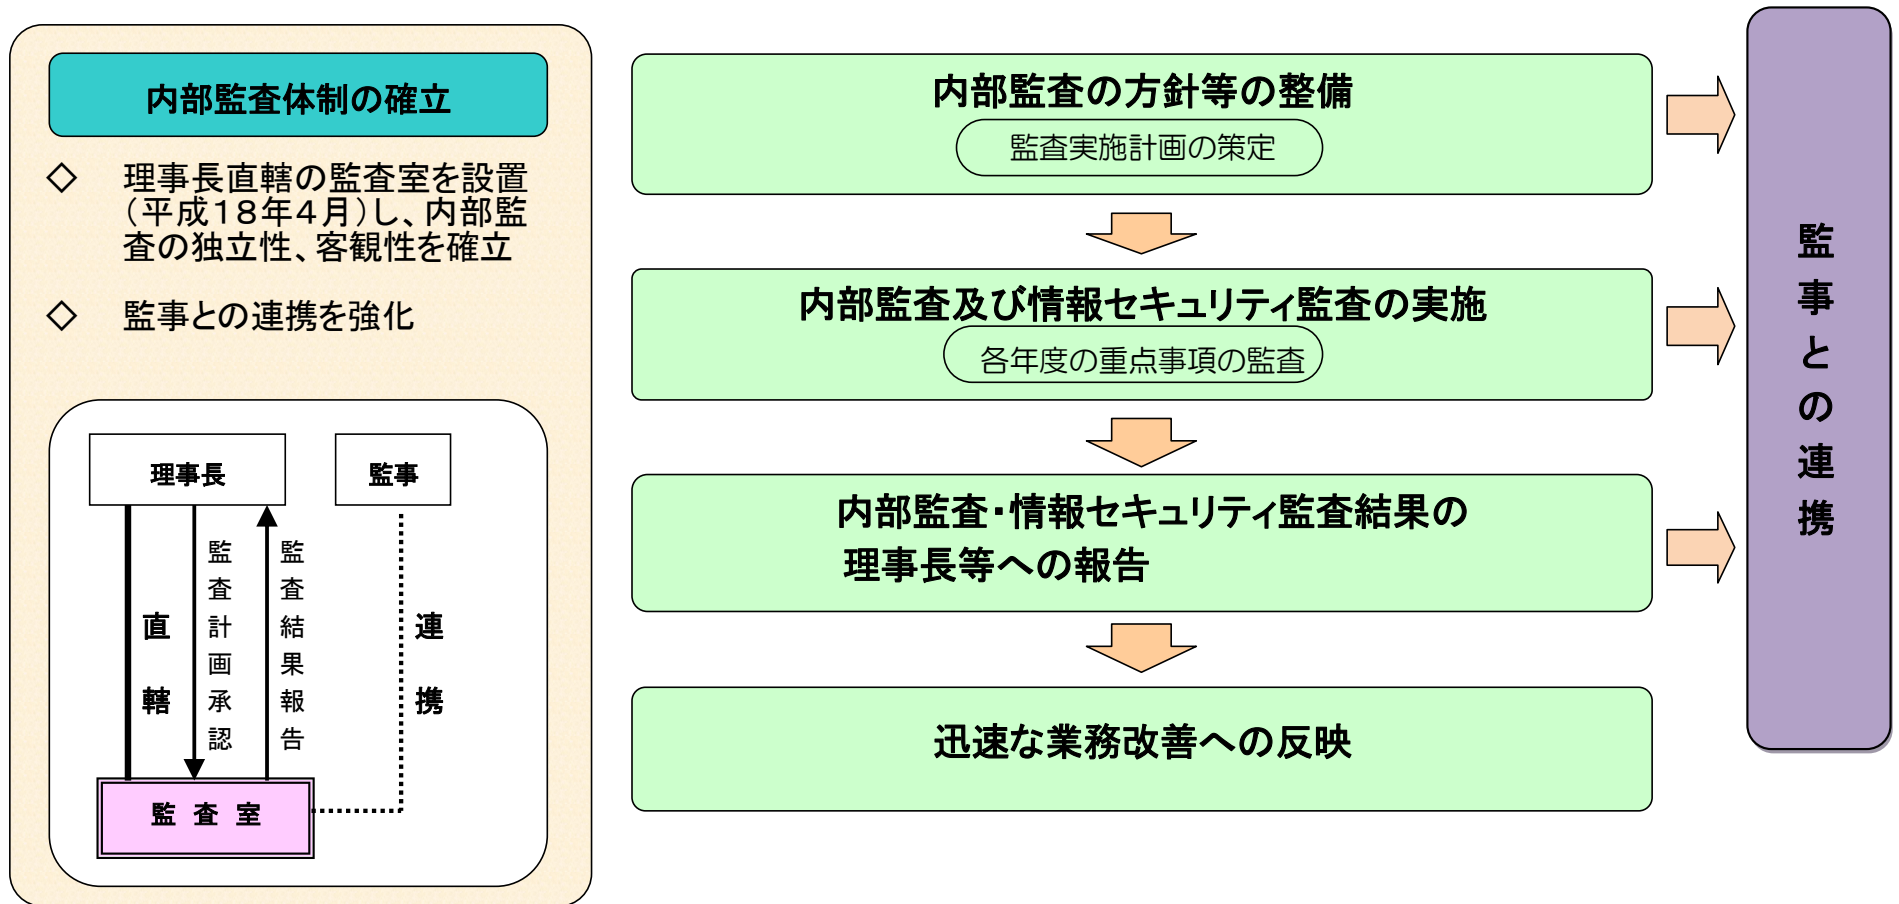 内部監査体制の確立
◇ 理事長直轄の監査室を設置
（平成１８年４月）し、内部監
査の独立性、客観性を確立
◇ 監事との連携を強化
理事長
監事
直轄
監査計画承認
監査結果報告
連携
監 査 室
内部監査の方針等の整備
監査実施計画の策定
内部監査及び情報セキュリティ監査の実施
各年度の重点事項の監査
内部監査・情報セキュリティ監査結果の
理事長等への報告
迅速な業務改善への反映
監事との連携